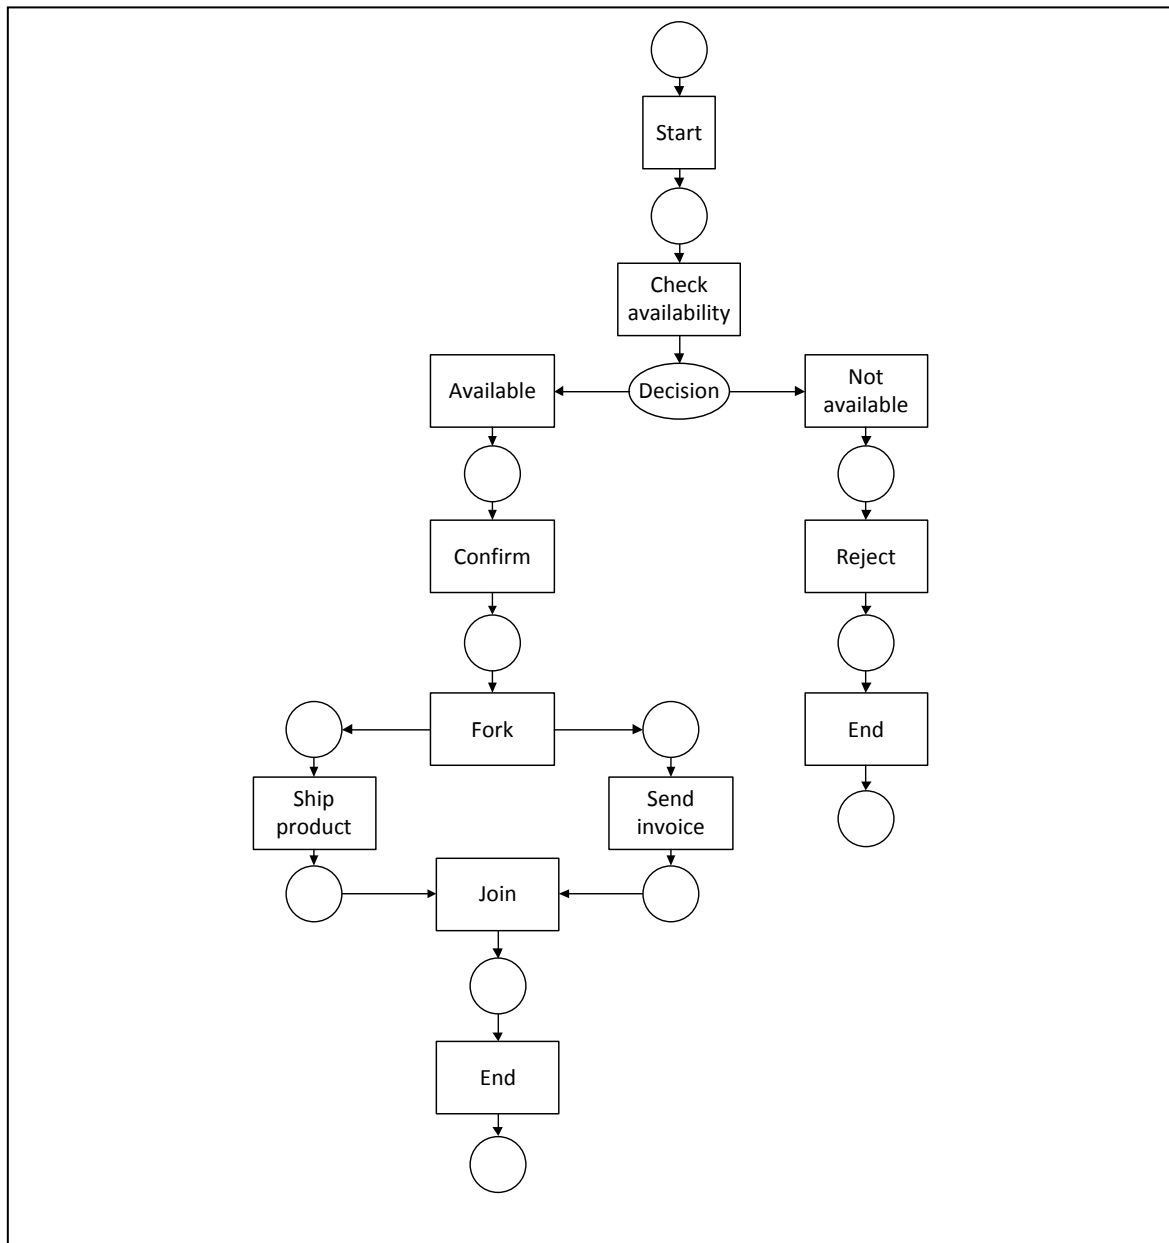 Start
Check
availability
Available
Decision
Not
available
Confirm
Reject
Fork
End
Ship
product
Send
invoice
Join
End